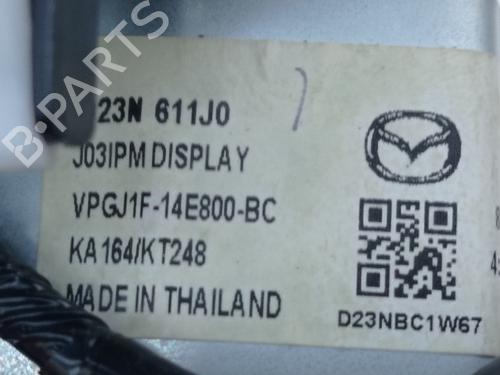 23N 611J0
J03IPM DISPLAY
VPGJ1F-14E800-BC
KA164/KT248
MADE IN THAILAND
D23NBC1W67
B-PARTS